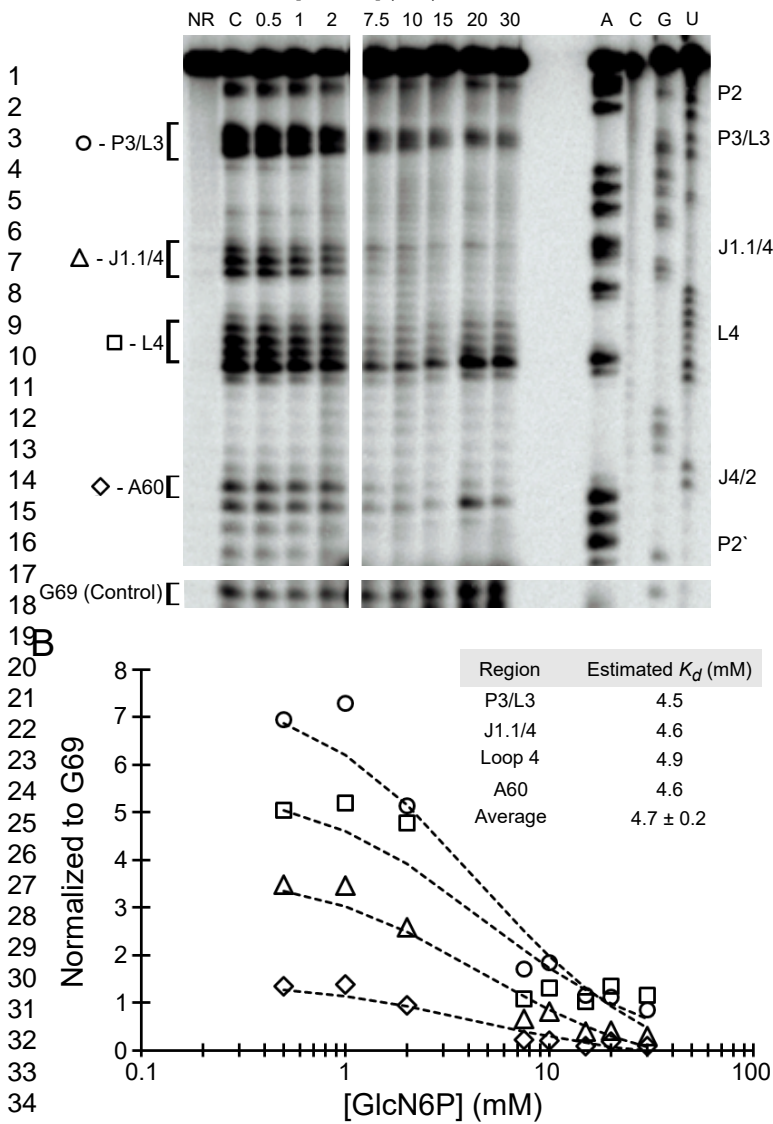 NR C 0.5 1 2 7.5 10 15 20 30 A C G U
1
2 P2
3 - P3/L3 P3/L3
4
5
6
7 - J1.1/4 J1.1/4
8
9 L4
10 - L4
11
12
13
14 - A60 J4/2
15
16 P2`
17
18 G69 (Control)
19 B
20 8 Region Estimated Kd (mM)
21 7 P3/L3 4.5
22 J1.1/4 4.6
23 6 Loop 4 4.9
24 A60 4.6
25 5 Average 4.7 ± 0.2
26 4
27
28 3
29 2
30
31 1
32 0
33 0.1 1 10 100
34 [GlcN6P] (mM)
Normalized to G69